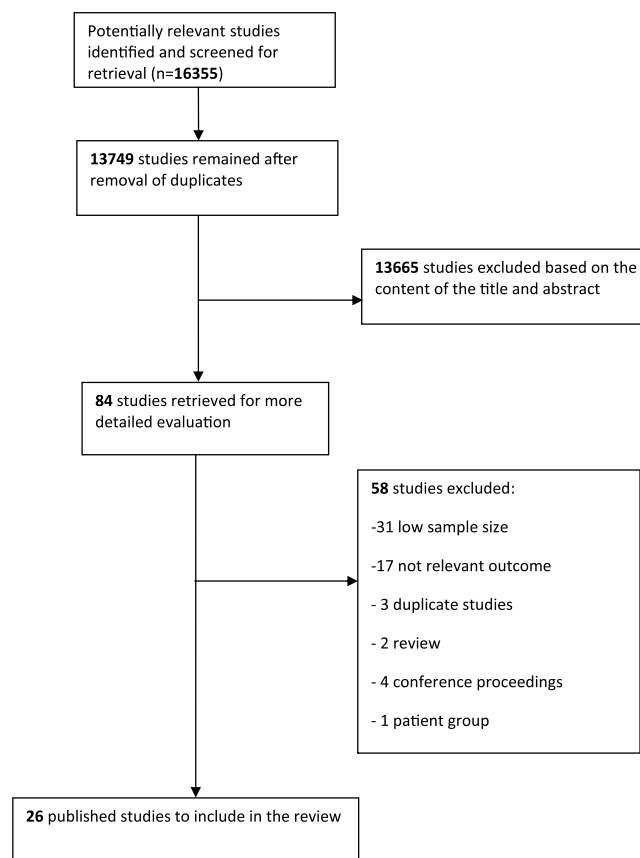 Potentially relevant studies
identified and screened for
retrieval (n=16355)
13749 studies remained after
removal of duplicates
13665 studies excluded based on the
content of the title and abstract
84 studies retrieved for more
detailed evaluation
58 studies excluded:
-31 low sample size
-17 not relevant outcome
- 3 duplicate studies
- 2 review
- 4 conference proceedings
- 1 patient group
26 published studies to include in the review